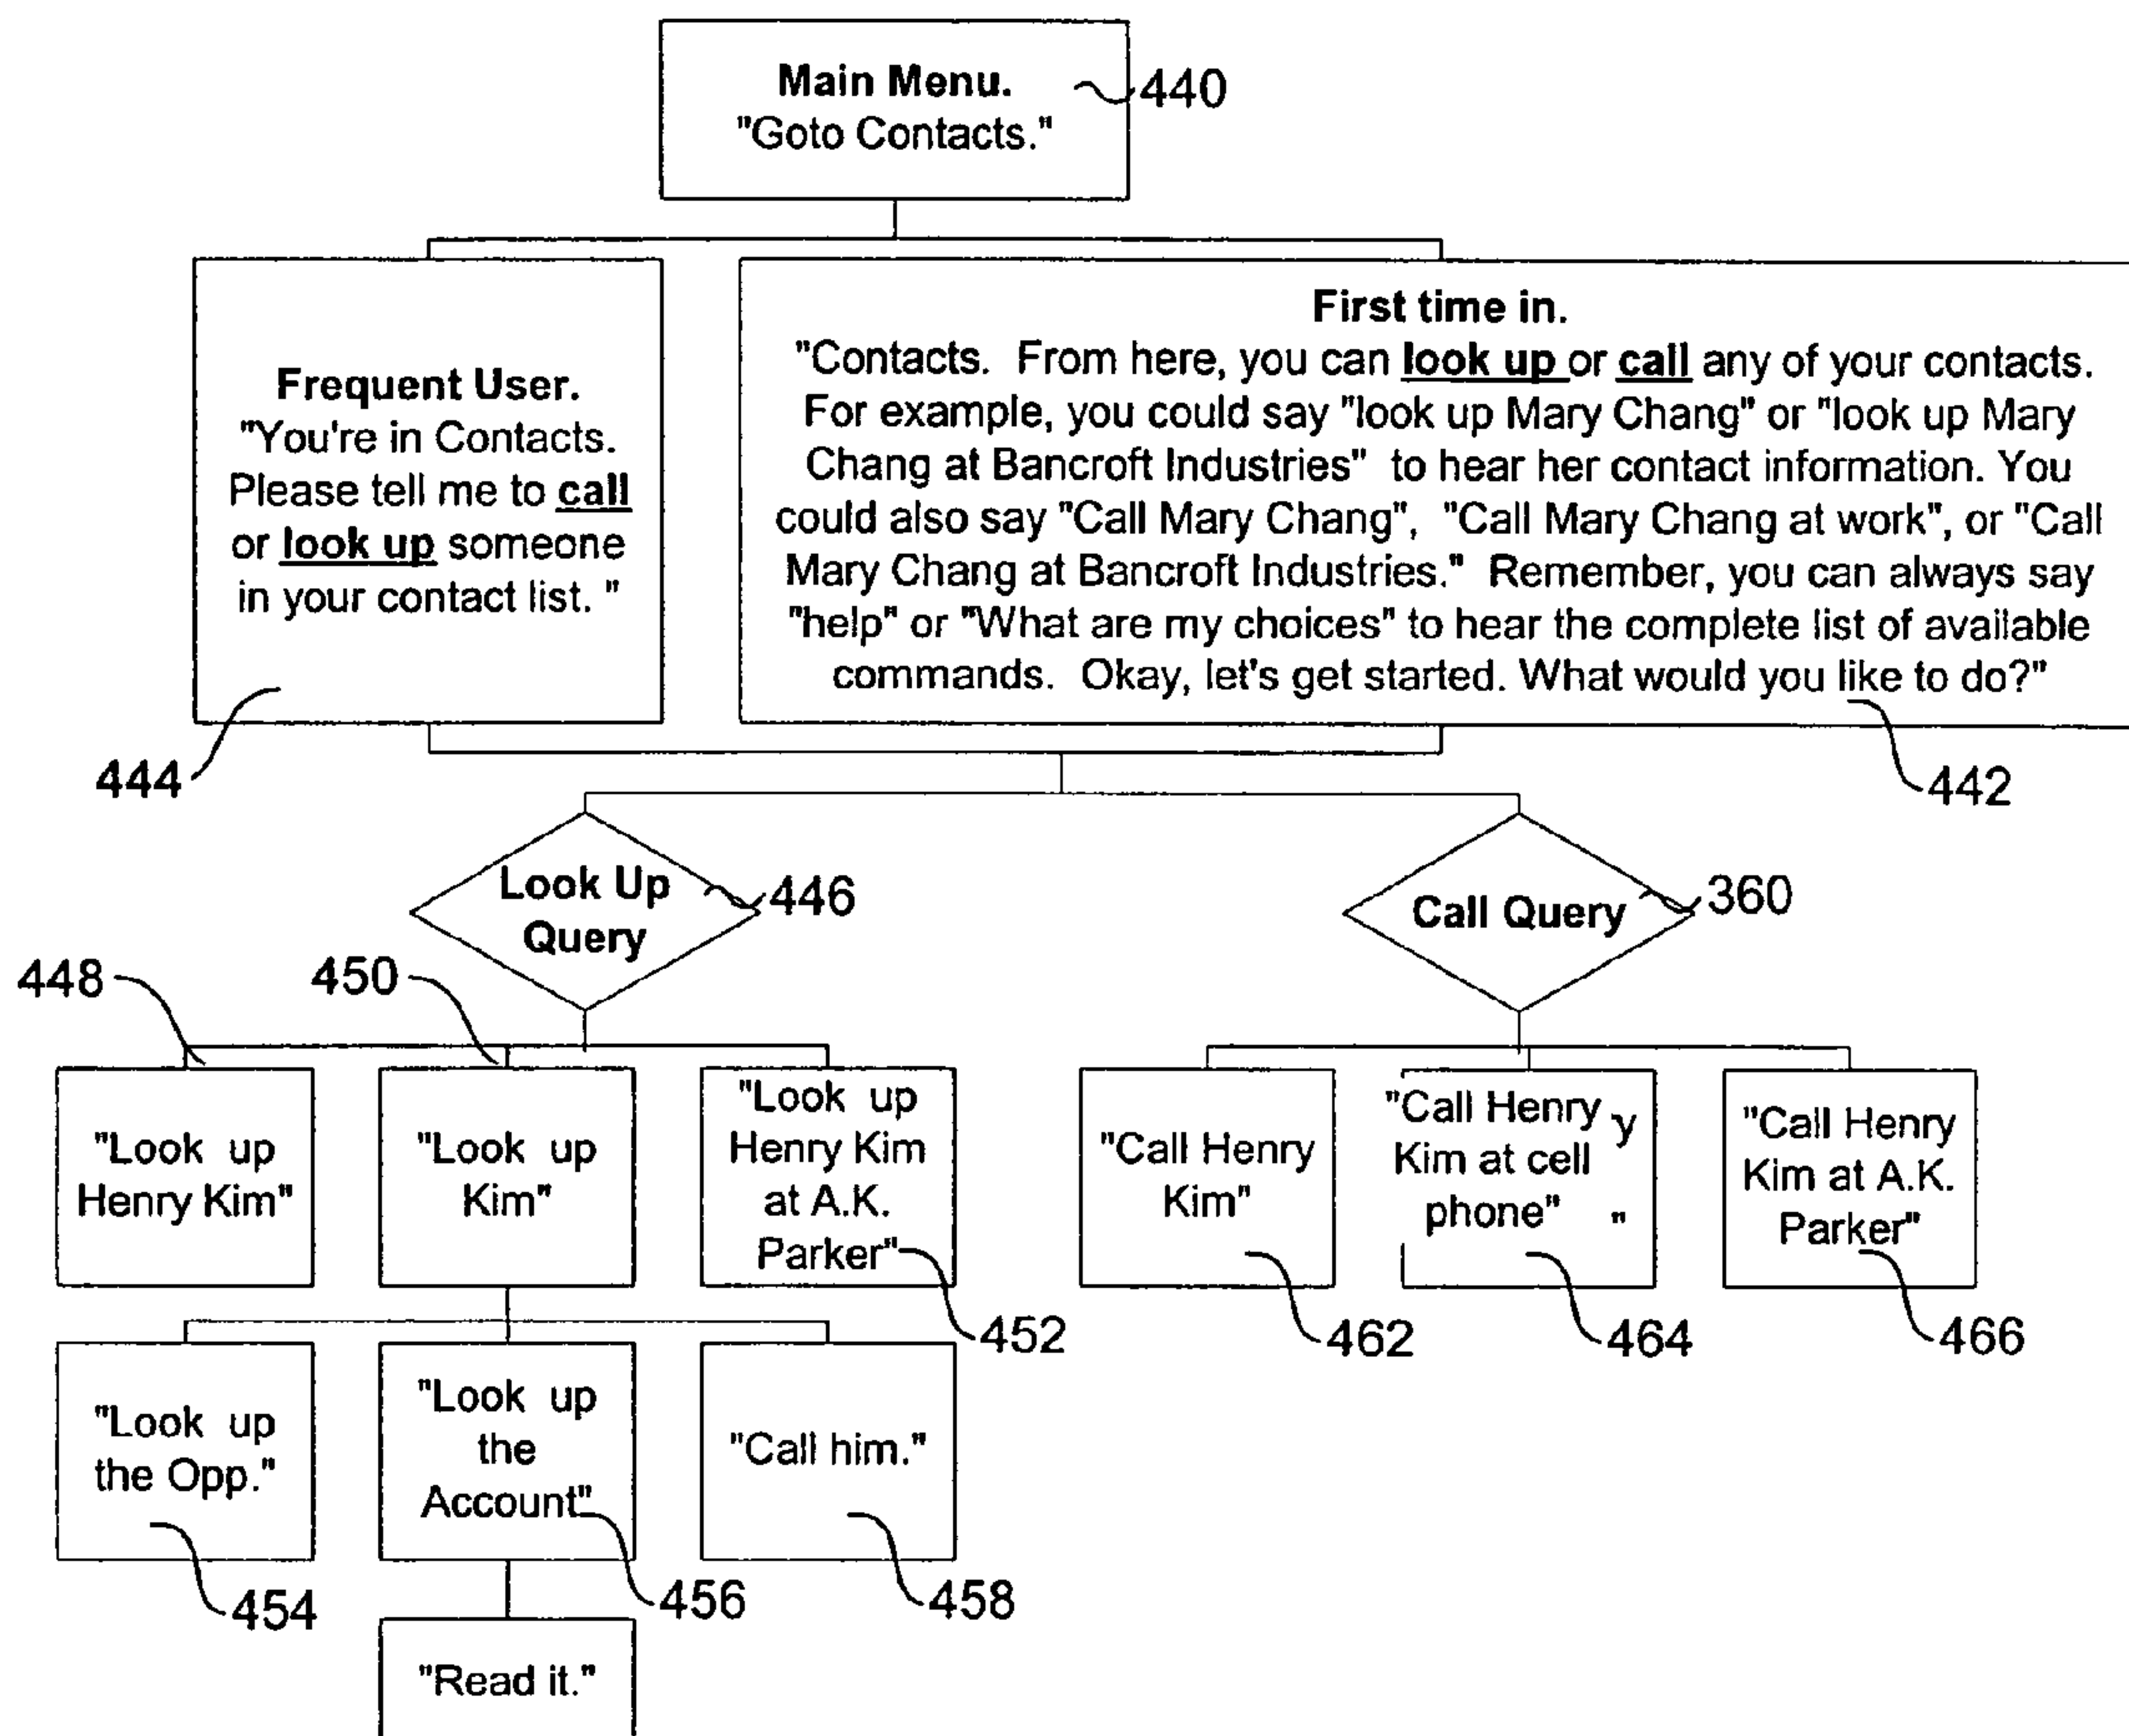 Main Menu.
"Goto Contacts."
440
Frequent User.
"You're in Contacts.
Please tell me to call
or look up someone
in your contact list. "
444
First time in.
"Contacts. From here, you can look up or call any of your contacts.
For example, you could say "look up Mary Chang" or "look up Mary
Chang at Bancroft Industries" to hear her contact information. You
could also say "Call Mary Chang", "Call Mary Chang at work", or "Call
Mary Chang at Bancroft Industries." Remember, you can always say
"help" or "What are my choices" to hear the complete list of available
commands. Okay, let's get started. What would you like to do?"
442
Look Up
Query
446
Call Query
360
448
450
"Look up
Henry Kim"
"Look up
Kim"
"Look up
Henry Kim
at A.K.
Parker"
452
"Call Henry
Kim"
462
"Call Henry y
Kim at cell
phone" "
464
"Call Henry
Kim at A.K.
Parker"
466
"Look up
the Opp."
454
"Look up
the
Account"
456
"Call him."
458
"Read it."